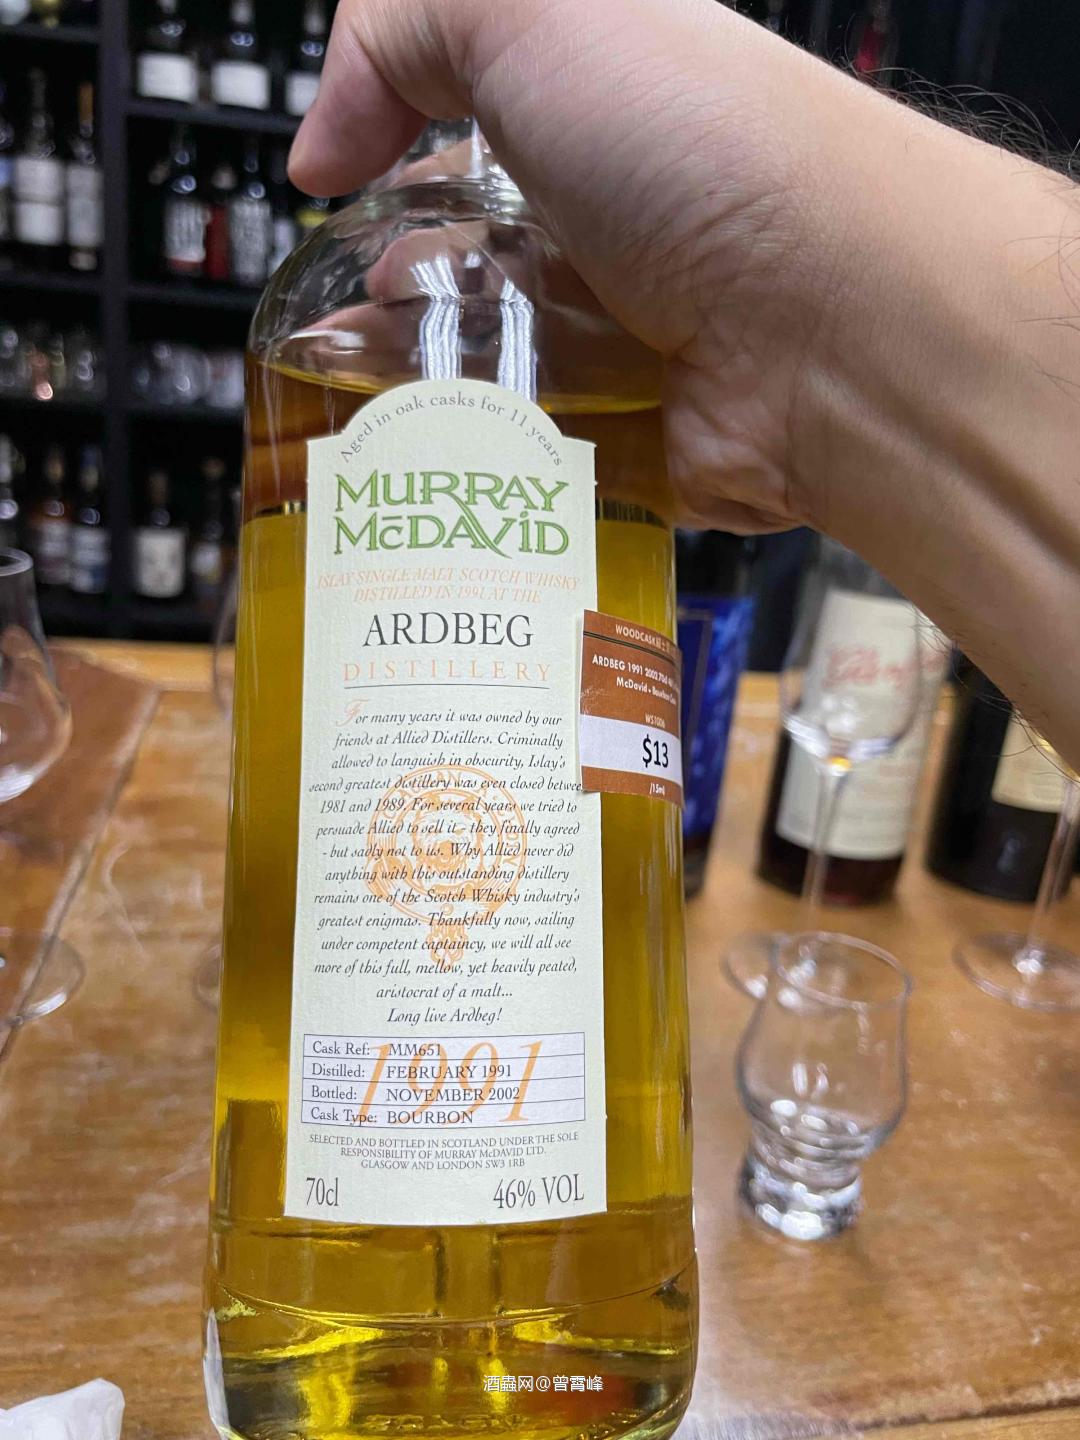 Aged in oak casks for 11 years
MURRAY
McDAVID
ISLAY SINGLE MALT SCOTCH WHISKY
DISTILLED IN 1991 AT THE
ARDBEG
DISTILLERY
For many years it was owned by our
friends at Allied Distillers. Criminally
allowed to languish in obscurity, Islay's
second greatest distillery was even closed betwee
1981 and 1989. For several years we tried to
persuade Allied to sell it - they finally agreed
- but sadly not to us. Why Allied never did
anything with this outstanding distillery
remains one of the Scotch Whisky industry's
greatest enigmas. Thankfully now, sailing
under competent captaincy, we will all see
more of this full, mellow, yet heavily peated,
aristocrat of a malt...
Long live Ardbeg!
1991
Cask Ref: MM651
Distilled: FEBRUARY 1991
Bottled: NOVEMBER 2002
Cask Type: BOURBON
SELECTED AND BOTTLED IN SCOTLAND UNDER THE SOLE
RESPONSIBILITY OF MURRAY McDAVID LTD.
GLASGOW AND LONDON SW3 1RB
70cl 46% VOL
WOODCASK
ARDBEG 1991 2002 70cl
McDavid - Bourbon
WS1006
$13
/15ml
酒蟲网@曾霄峰